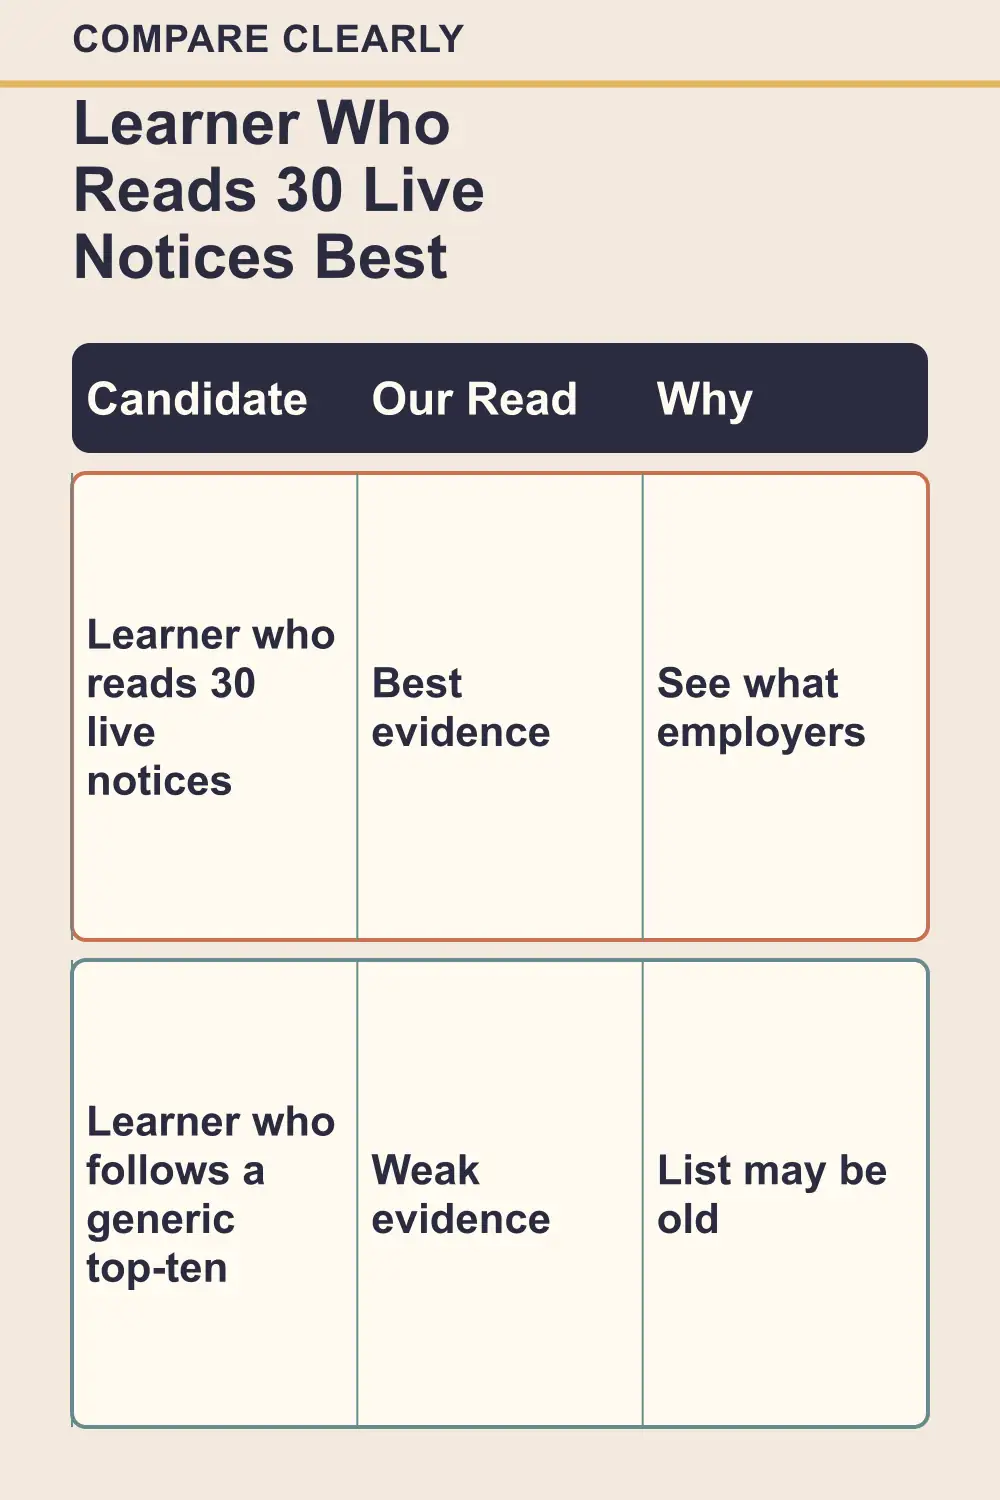 COMPARE CLEARLY
Learner Who
Reads 30 Live
Notices Best
Candidate Our Read Why
Learner who
reads 30
live
notices
Best
evidence
See what
employers
Learner who
follows a
generic
top-ten
Weak
evidence
List may be
old